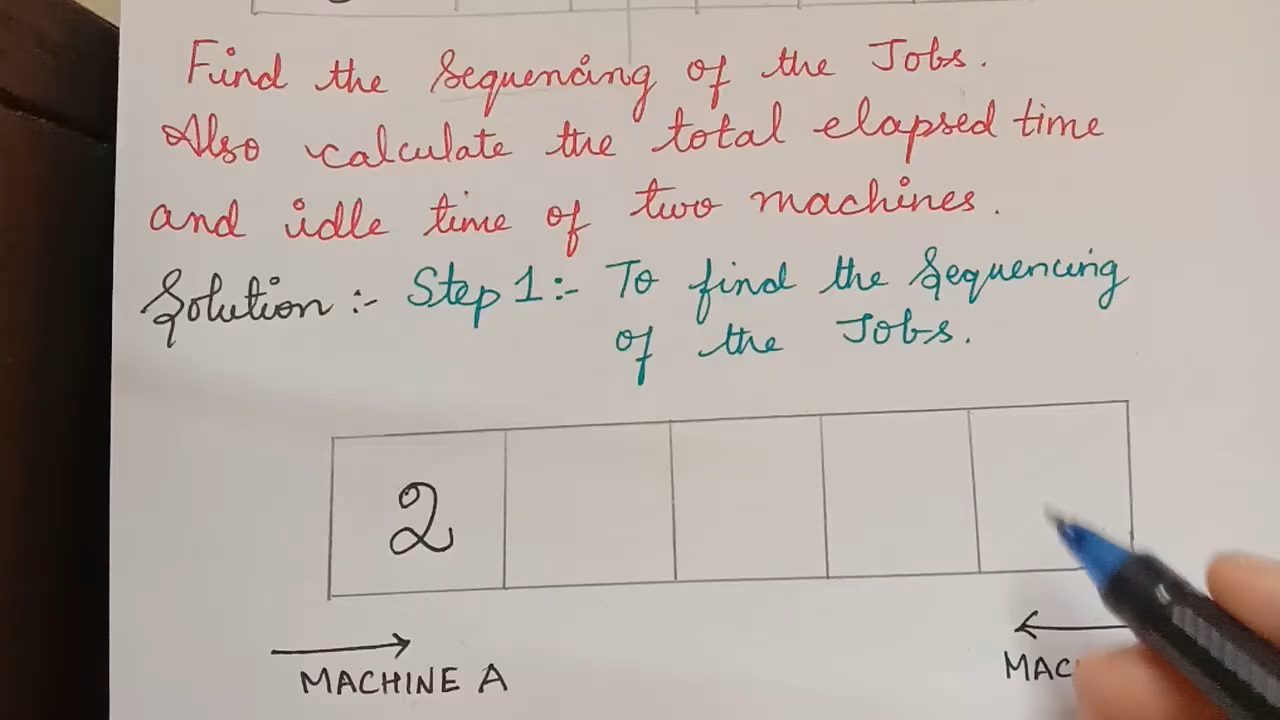 Find the Sequencing of the Jobs.
Also calculate the total elapsed time
and idle time of two machines.
Solution :- Step 1:- To find the Sequencing
of the Jobs.
2
MACHINE A